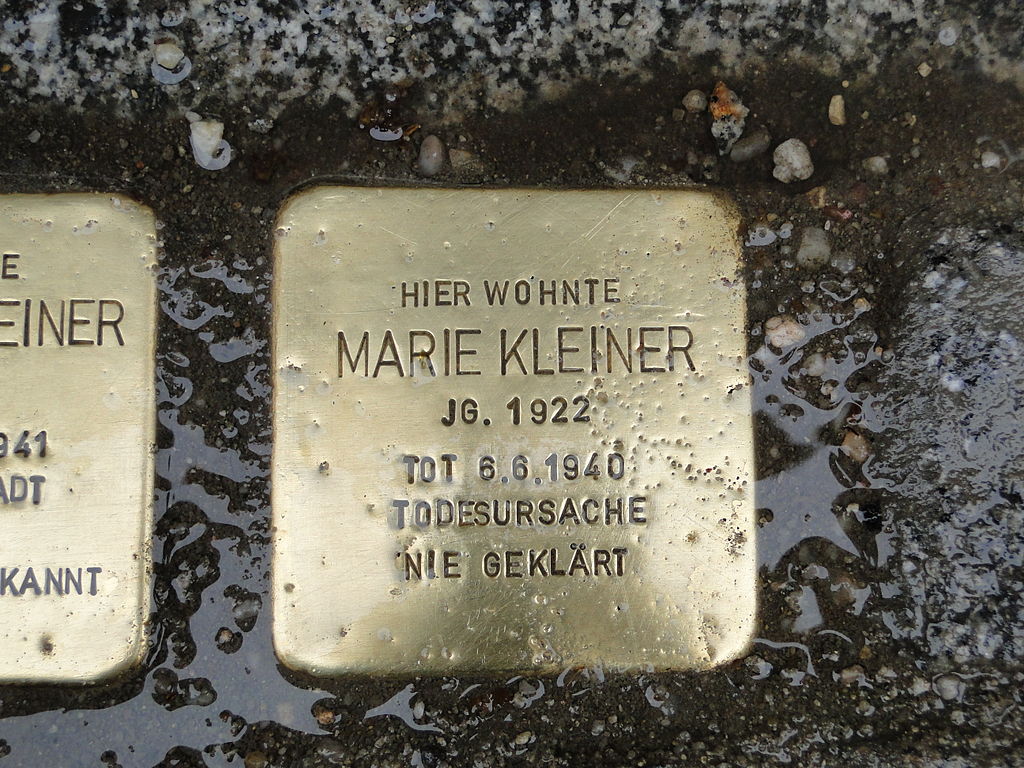 E
EINER
941
ADT
KANNT
HIER WOHNTE
MARIE KLEINER
JG. 1922
TOT 6.6.1940
TODESURSACHE
NIE GEKLÄRT